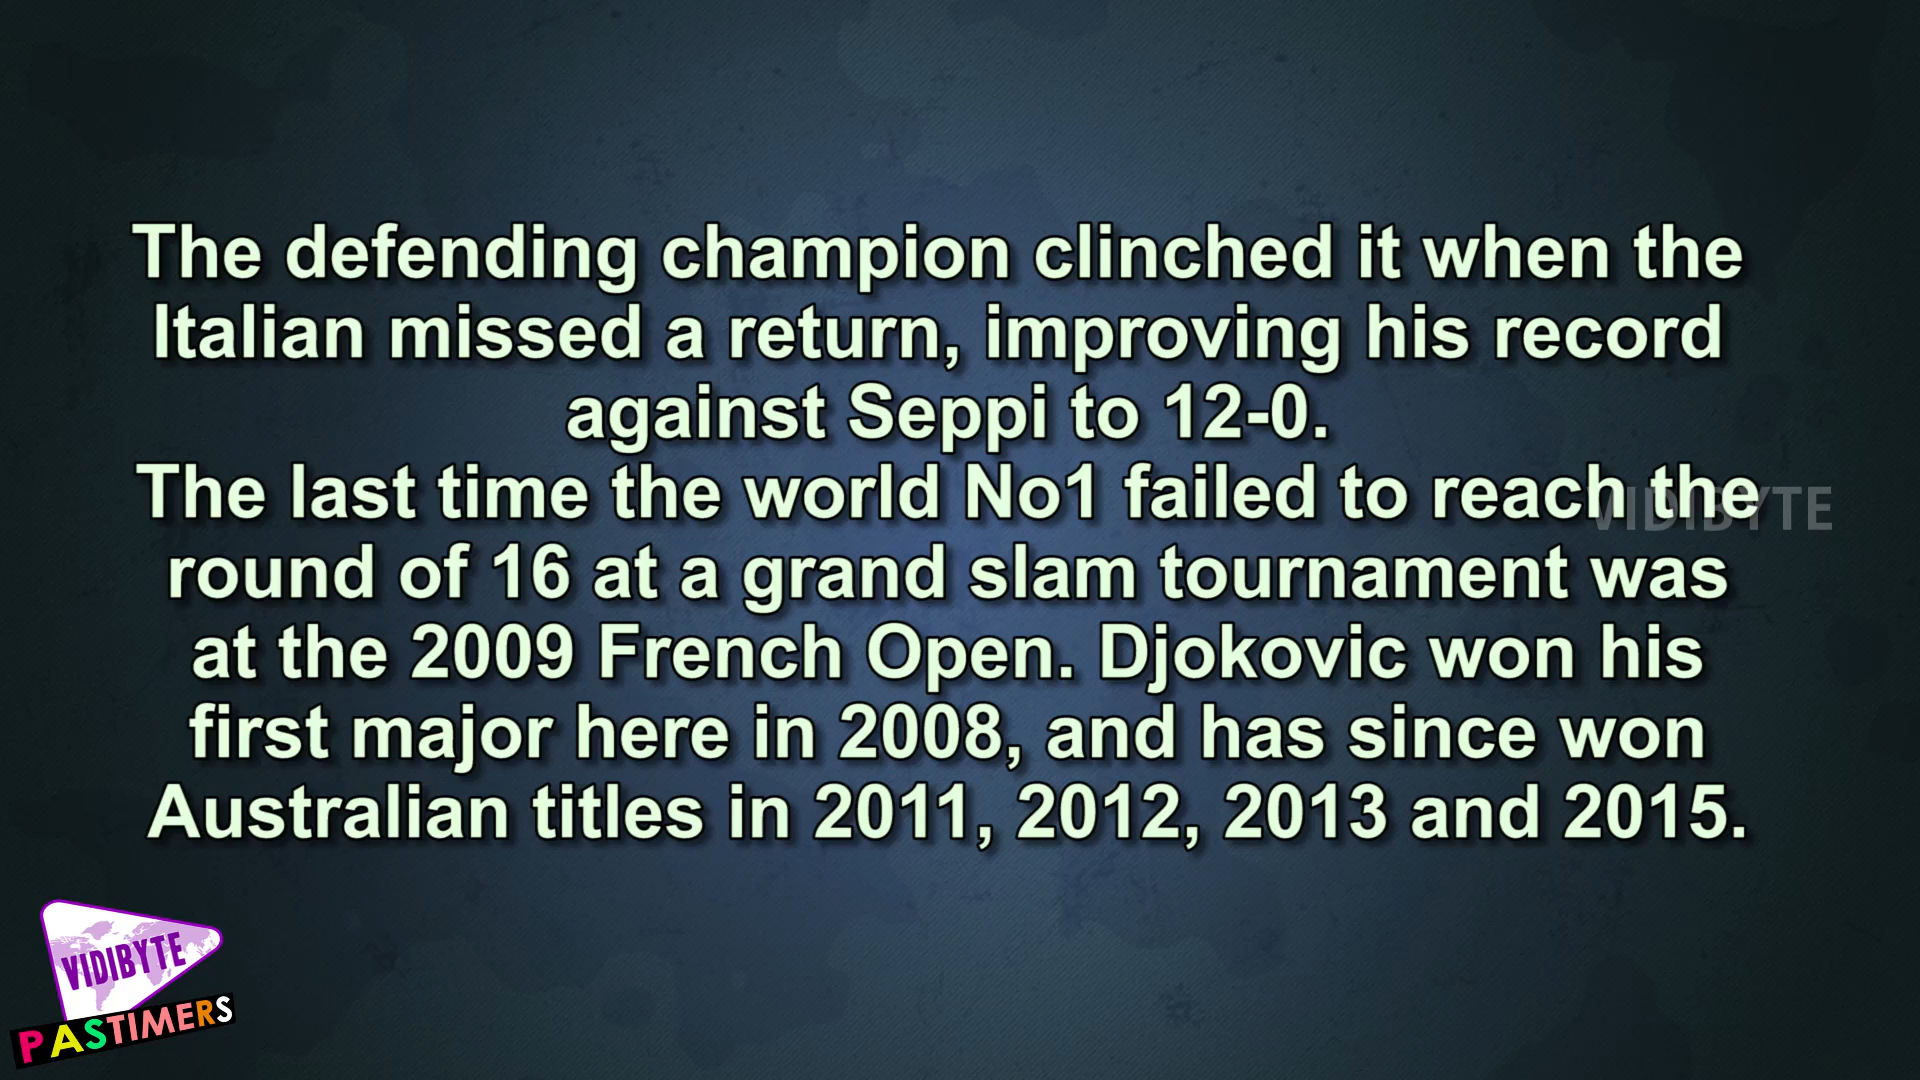 The defending champion clinched it when the
Italian missed a return, improving his record
against Seppi to 12-0.
The last time the world No1 failed to reach the
round of 16 at a grand slam tournament was
at the 2009 French Open. Djokovic won his
first major here in 2008, and has since won
Australian titles in 2011, 2012, 2013 and 2015.
VIDIBYTE
VIDIBYTE
PASTIMERS